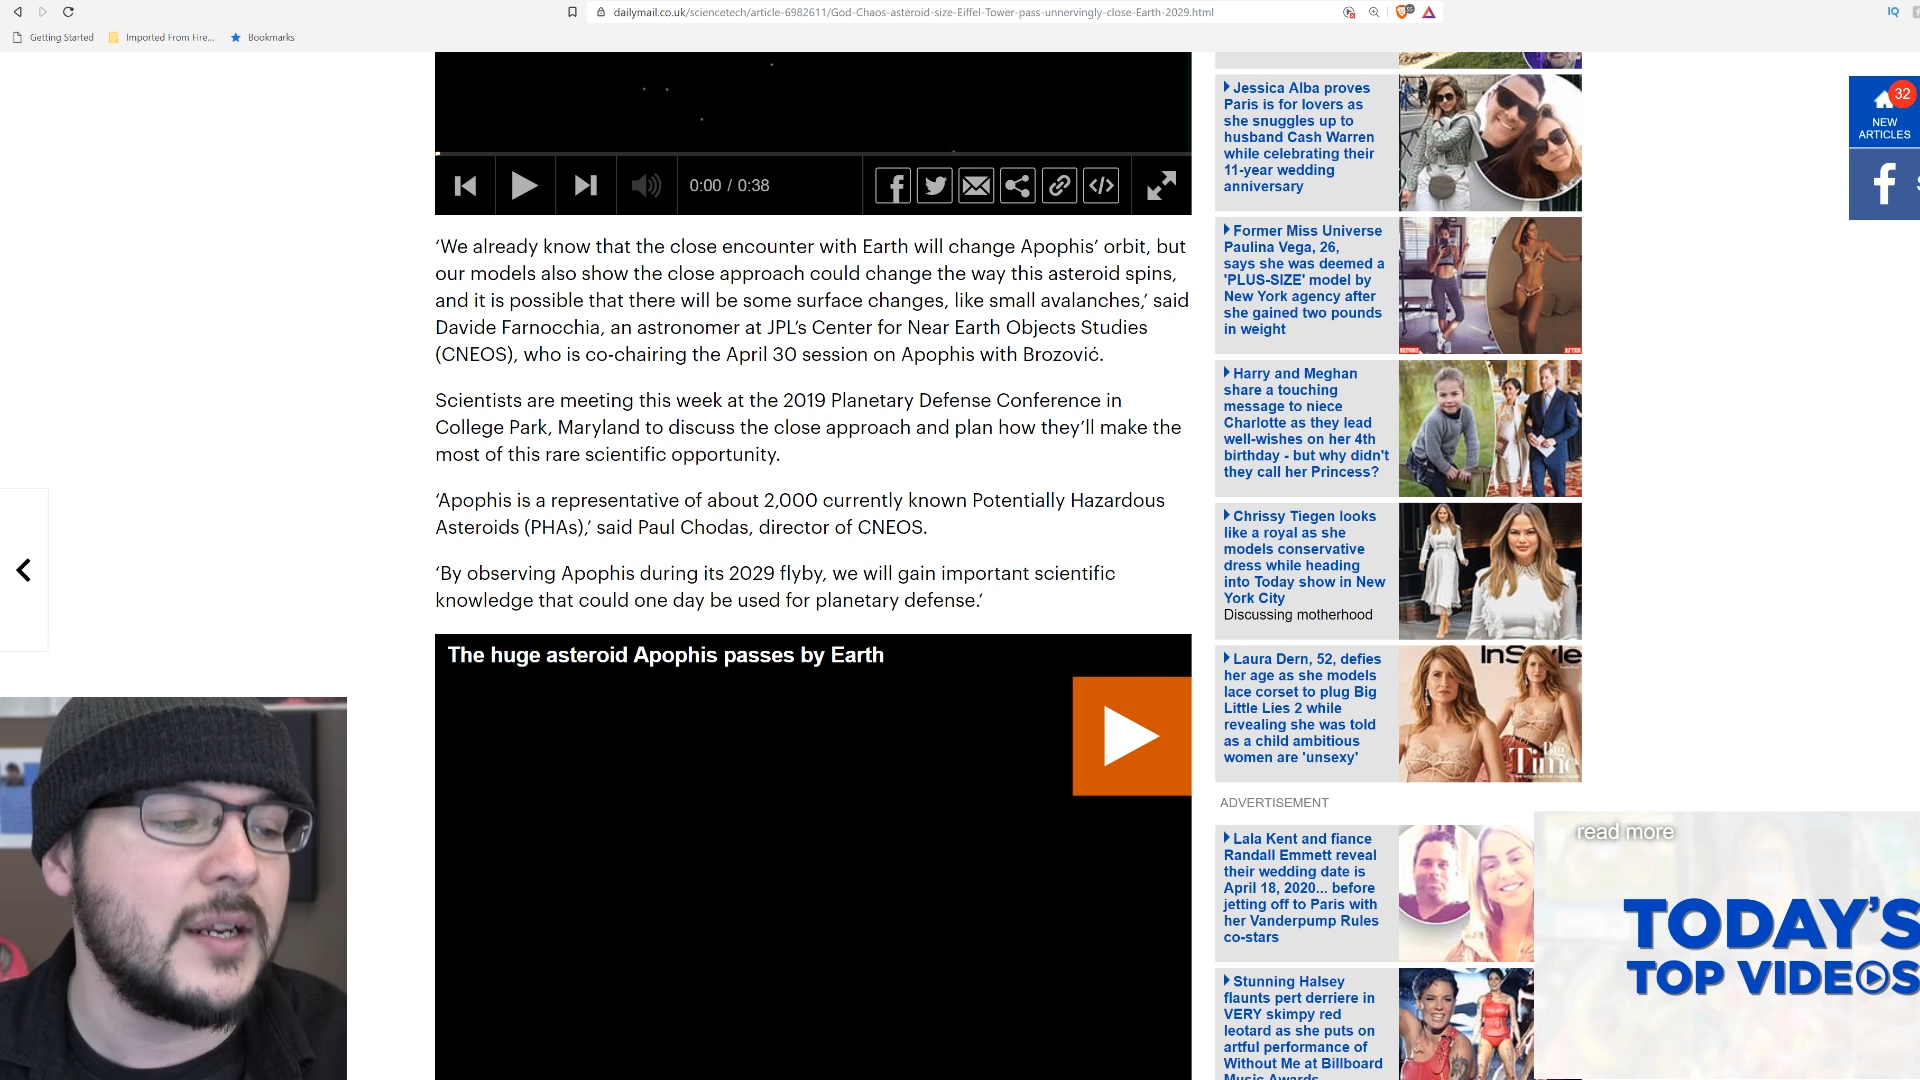 dailymail.co.uk/sciencetech/article-6982611/God-Chaos-asteroid-size-Eiffel-Tower-pass-unnervingly-close-Earth-2029.html
Getting Started
Imported From Fire...
Bookmarks
0:00 / 0:38
‘We already know that the close encounter with Earth will change Apophis’ orbit, but
our models also show the close approach could change the way this asteroid spins,
and it is possible that there will be some surface changes, like small avalanches,’ said
Davide Farnocchia, an astronomer at JPL’s Center for Near Earth Objects Studies
(CNEOS), who is co-chairing the April 30 session on Apophis with Brozović.
Scientists are meeting this week at the 2019 Planetary Defense Conference in
College Park, Maryland to discuss the close approach and plan how they’ll make the
most of this rare scientific opportunity.
‘Apophis is a representative of about 2,000 currently known Potentially Hazardous
Asteroids (PHAs),’ said Paul Chodas, director of CNEOS.
‘By observing Apophis during its 2029 flyby, we will gain important scientific
knowledge that could one day be used for planetary defense.’
The huge asteroid Apophis passes by Earth
Jessica Alba proves
Paris is for lovers as
she snuggles up to
husband Cash Warren
while celebrating their
11-year wedding
anniversary
Former Miss Universe
Paulina Vega, 26,
says she was deemed a
'PLUS-SIZE' model by
New York agency after
she gained two pounds
in weight
BEFORE
AFTER
Harry and Meghan
share a touching
message to niece
Charlotte as they lead
well-wishes on her 4th
birthday - but why didn't
they call her Princess?
Chrissy Tiegen looks
like a royal as she
models conservative
dress while heading
into Today show in New
York City
Discussing motherhood
Laura Dern, 52, defies
her age as she models
lace corset to plug Big
Little Lies 2 while
revealing she was told
as a child ambitious
women are 'unsexy'
InStyle
Big
Time
ADVERTISEMENT
Lala Kent and fiance
Randall Emmett reveal
their wedding date is
April 18, 2020... before
jetting off to Paris with
her Vanderpump Rules
co-stars
Stunning Halsey
flaunts pert derriere in
VERY skimpy red
leotard as she puts on
artful performance of
Without Me at Billboard
Music Awards
32
NEW
ARTICLES
read more
TODAY'S
TOP VIDEOS
IQ